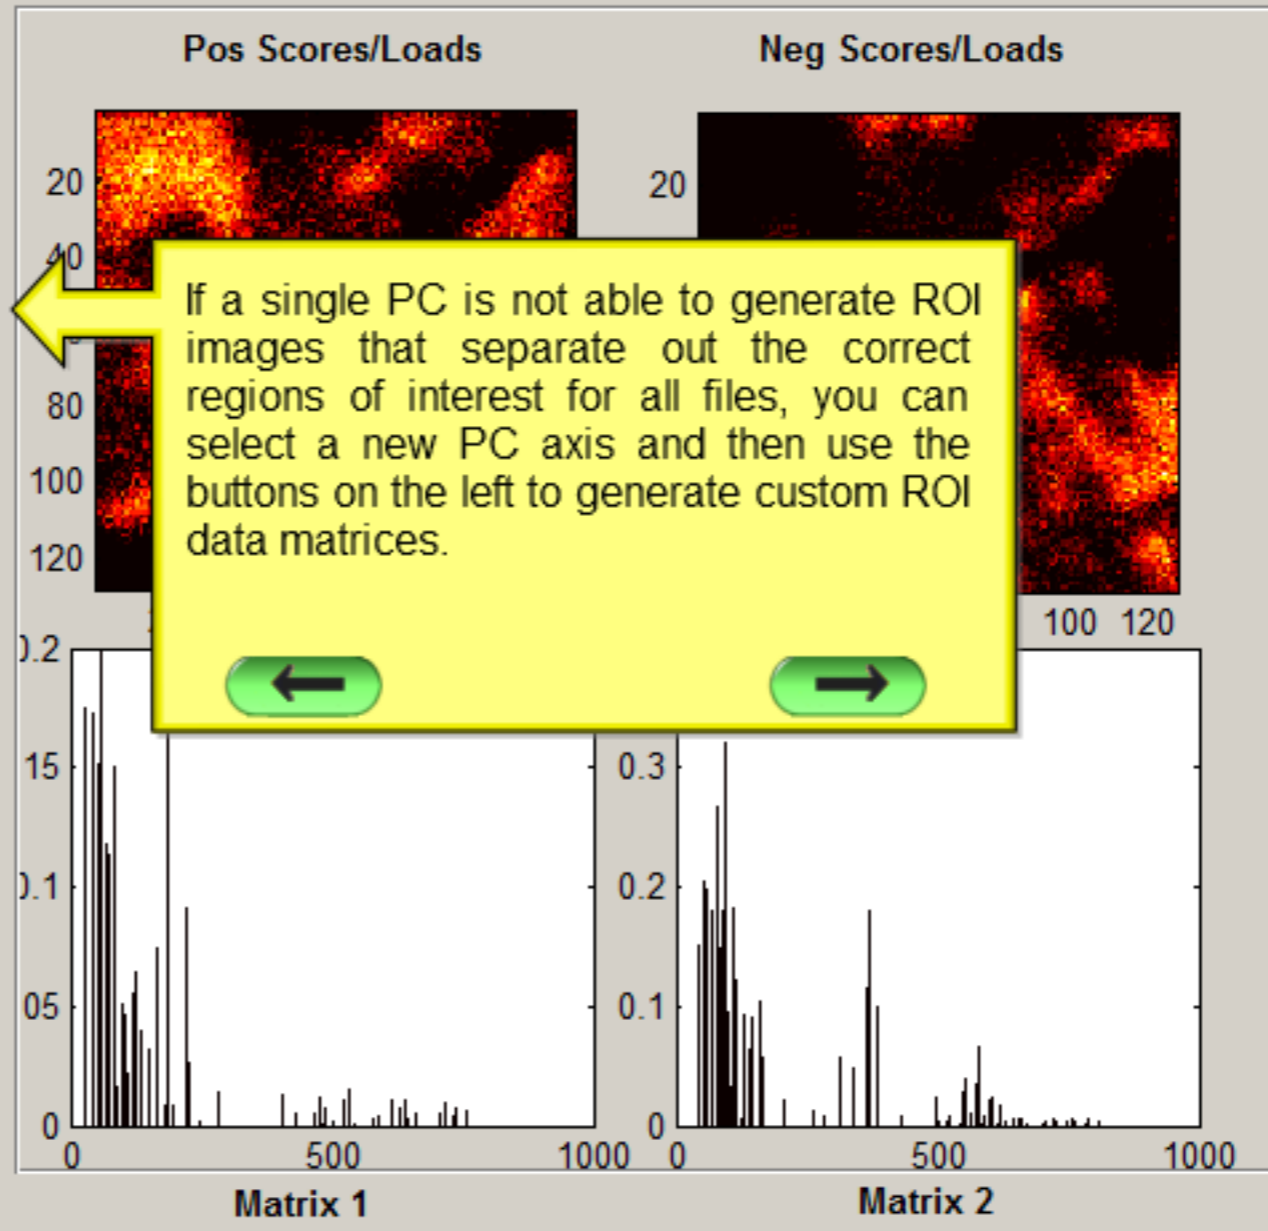 Pos Scores/Loads
Neg Scores/Loads
20
40
80
100
120
20
100 120
If a single PC is not able to generate ROI
images that separate out the correct
regions of interest for all files, you can
select a new PC axis and then use the
buttons on the left to generate custom ROI
data matrices.
0.2
15
0.1
05
0
0
500
1000
0.3
0.2
0.1
0
0
500
1000
Matrix 1
Matrix 2